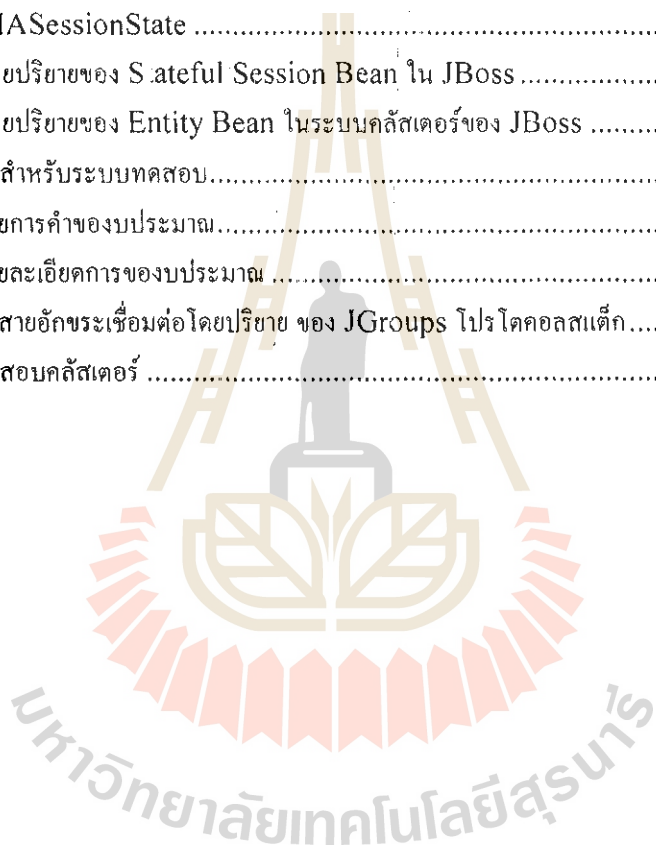 IASessionState ........................................
ยปริยายของ Stateful Session Bean ใน JBoss ....................
ยปริยายของ Entity Bean ในระบบคลัสเตอร์ของ JBoss ..........
สำหรับระบบทดสอบ........................................
ยการคำของบประมาณ........................................
ยละเอียดการของบประมาณ ........................................
สายอักขระเชื่อมต่อโดยปริยาย ของ JGroups โปรโตคอลสแต็ก....
สอบคลัสเตอร์ ........................................
มหาวิทยาลัยเทคโนโลยีสุรนารี